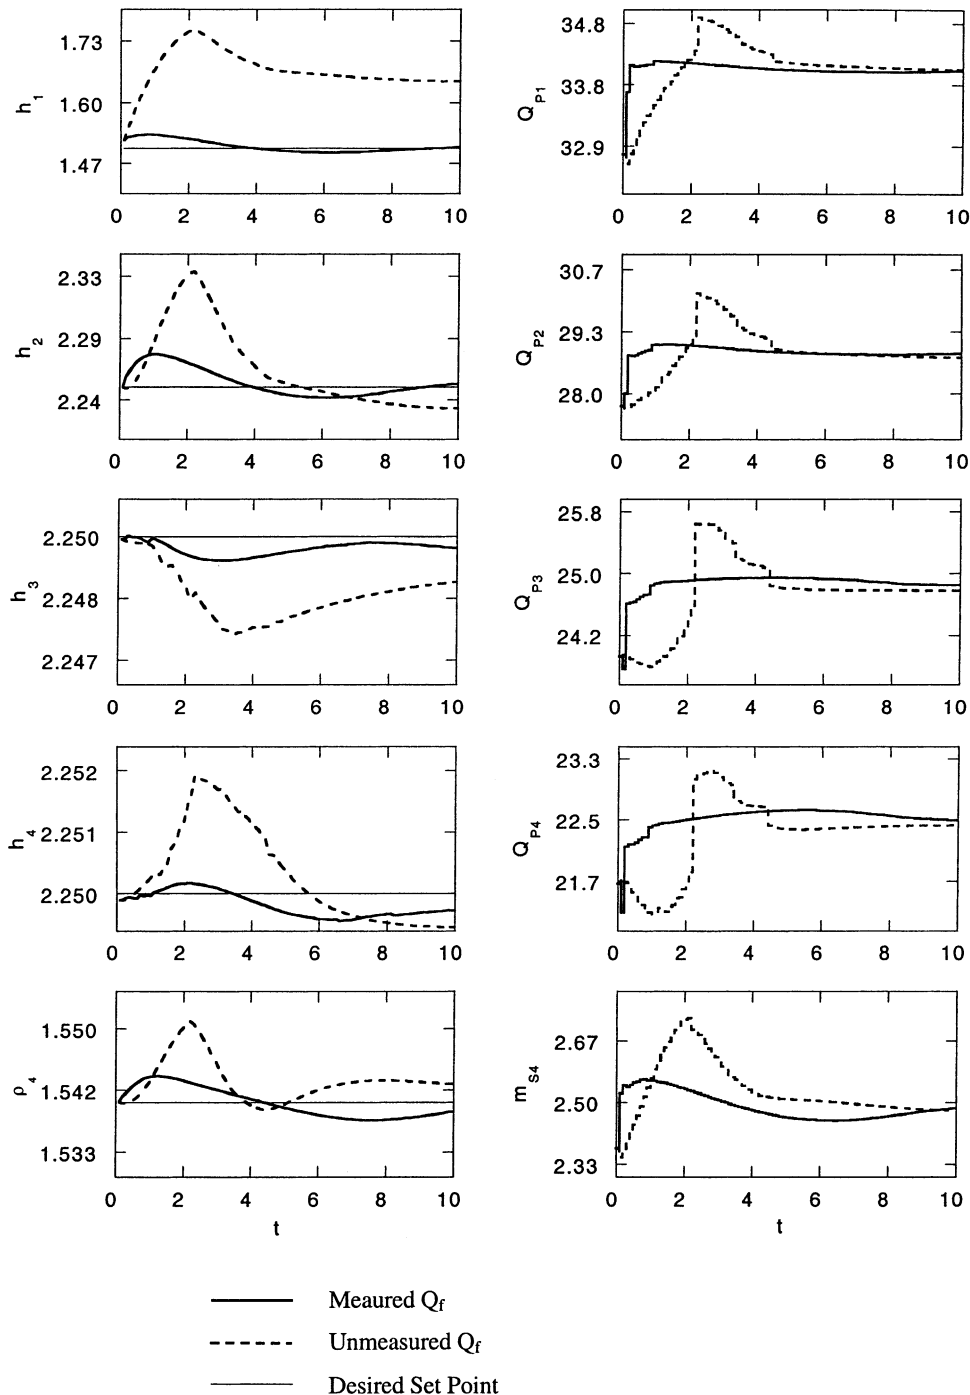 h1
1.73
1.60
1.47
0 2 4 6 8 10
QP1
34.8
33.8
32.9
0 2 4 6 8 10
h2
2.33
2.29
2.24
0 2 4 6 8 10
QP2
30.7
29.3
28.0
0 2 4 6 8 10
h3
2.250
2.248
2.247
0 2 4 6 8 10
QP3
25.8
25.0
24.2
0 2 4 6 8 10
h4
2.252
2.251
2.250
0 2 4 6 8 10
QP4
23.3
22.5
21.7
0 2 4 6 8 10
ρ4
1.550
1.542
1.533
0 2 4 6 8 10
t
mS4
2.67
2.50
2.33
0 2 4 6 8 10
t
Meaured Qf
Unmeasured Qf
Desired Set Point